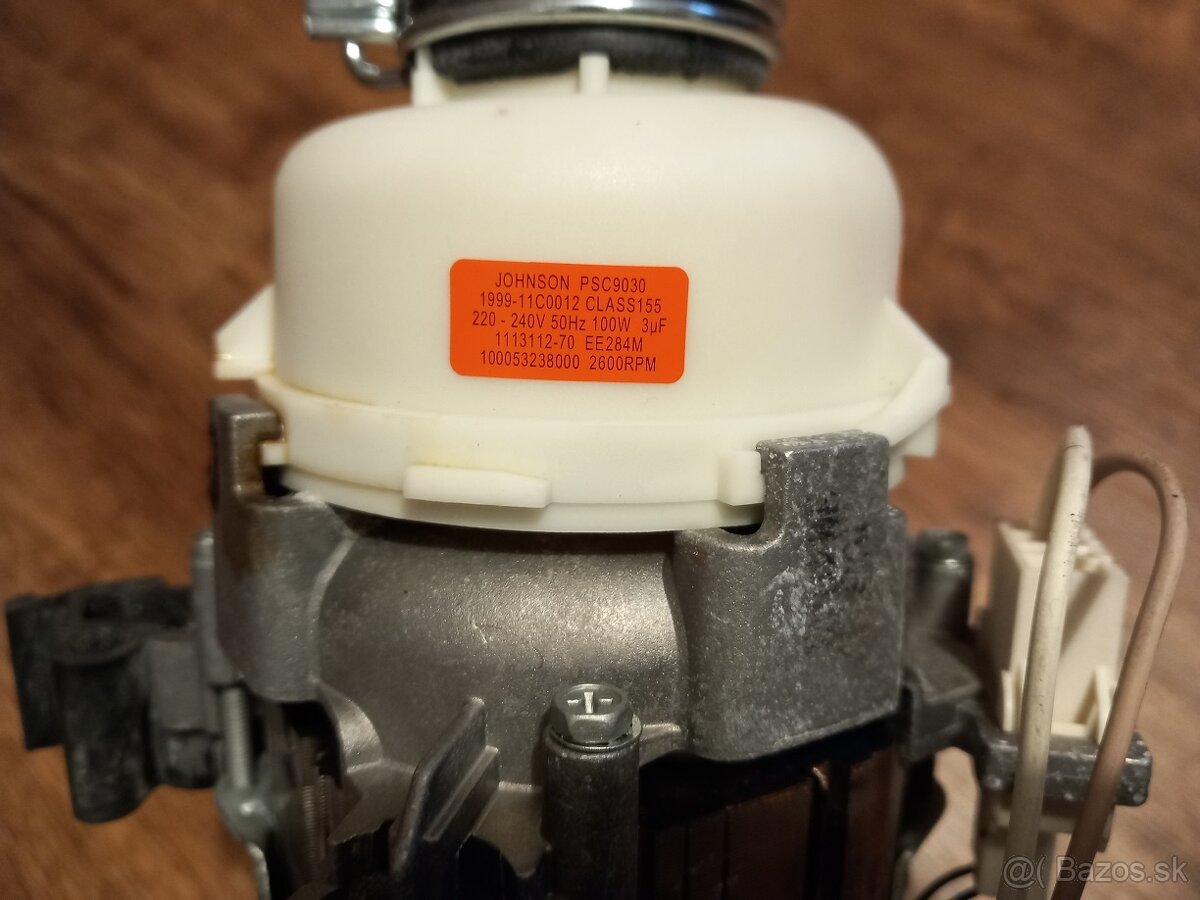 JOHNSON PSC9030
1999-11C0012 CLASS155
220 - 240V 50Hz 100W 3µF
1113112-70 EE284M
100053238000 2600RPM
@( Bazos.sk